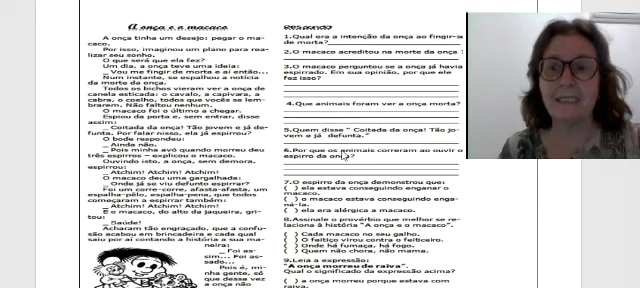 A onça e o macaco
A onça tinha um desejo: pegar o ma-
caco.
Por isso, imaginou um plano para rea-
lizar seu sonho.
O que será que ela fez?
Um dia, a onça teve uma ideia:
_ Vou me fingir de morta e aí então...
Num instante, se espalhou a notícia
da morte da onça.
Todos os bichos vieram ver a onça de
canela esticada: o cavalo, a capivara, a
cabra, o coelho, todos que vocês se lem-
brarem. Não faltou nenhum.
O macaco foi o último a chegar.
Espiou da porta e, sem entrar, disse
assim:
_ Coitada da onça! Tão jovem e já de-
funta. Por falar nisso, ela já espirrou?
O bode respondeu:
_ Ainda não.
_ Pois minha avó quando morreu deu
três espirros – explicou o macaco.
Ouvindo isto, a onça, sem demora,
espirrou:
_ Atchim! Atchim! Atchim!
O macaco deu uma gargalhada:
_ Onde já se viu defunto espirrar?
Foi um corre-corre, afasta-afasta, um
espalha-pêlo, espalha-pena, que todos
começaram a espirrar também:
_ Atchim! Atchim! Atchim!
E o macaco, do alto da jaqueira, gri-
tou:
_ Saúde!
Acharam tão engraçado, que a confu-
são acabou em brincadeira e cada qual
saiu por aí contando a história a sua ma-
neira:
_ Foi as-
sim... Foi as-
sado...
Pois é, mi-
nha gente, só
que dessa vez
a onça não
1.Qual era a intenção da onça ao fingir-s
de morta?
2.O macaco acreditou na morte da onça ?
3.O macaco perguntou se a onça já havia
espirado. Em sua opinião, por que ele
fez isso?
4.Que animais foram ver a onça morta?
5.Quem disse " Coitada da onça! Tão jo-
vem e já defunta."
6.Por que os animais correram ao ouvir o
espirro da onça?
7.O espirro da onça demonstrou que:
( ) ela estava conseguindo enganar o
macaco.
( ) o macaco estava conseguindo enga-
ná-la.
( ) ela era alérgica a macaco.
8.Assinale o provérbio que melhor se re-
laciona à história "A onça e o macaco".
( ) Cada macaco no seu galho.
( ) O feitiço virou contra o feiticeiro.
( ) Onde há fumaça, há fogo.
( ) Quem não chora, não mama.
9.Leia a expressão:
"A onça morreu de raiva".
Qual o significado da expressão acima?
( ) a onça morreu porque estava com
raiva.